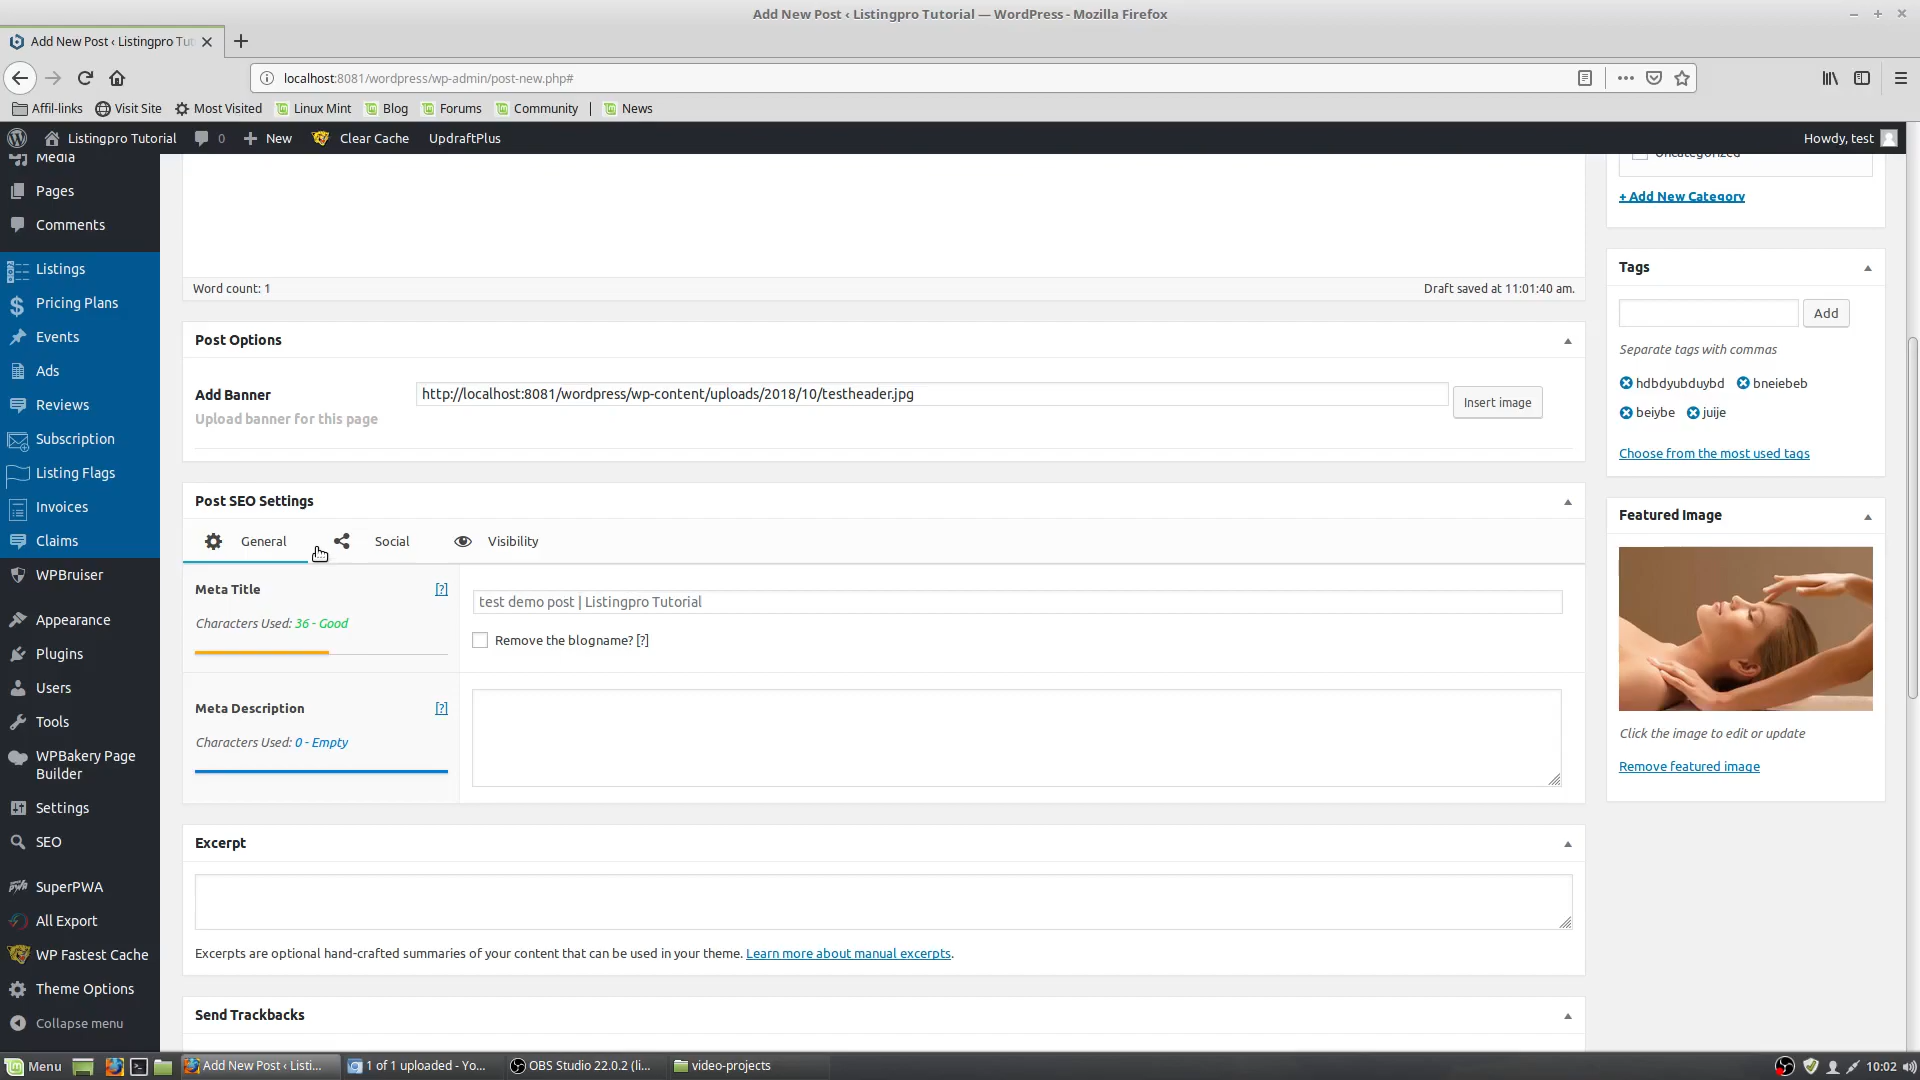 Add New Post ‹ Listingpro Tutorial — WordPress - Mozilla Firefox
Add New Post ‹ Listingpro Tut
localhost:8081/wordpress/wp-admin/post-new.php#
Affil-links Visit Site Most Visited Linux Mint Blog Forums Community | News
Listingpro Tutorial 0 New Clear Cache UpdraftPlus Howdy, test
Media
Pages
Comments
Listings
Pricing Plans
Events
Ads
Reviews
Subscription
Listing Flags
Invoices
Claims
WPBruiser
Appearance
Plugins
Users
Tools
WPBakery Page
Builder
Settings
SEO
SuperPWA
All Export
WP Fastest Cache
Theme Options
Collapse menu
Word count: 1 Draft saved at 11:01:40 am.
Post Options
Add Banner
http://localhost:8081/wordpress/wp-content/uploads/2018/10/testheader.jpg
Insert image
Upload banner for this page
Post SEO Settings
General Social Visibility
Meta Title [?]
test demo post | Listingpro Tutorial
Characters Used: 36 - Good
Remove the blogname? [?]
Meta Description [?]
Characters Used: 0 - Empty
Excerpt
Excerpts are optional hand-crafted summaries of your content that can be used in your theme. Learn more about manual excerpts.
Send Trackbacks
Uncategorized
+ Add New Category
Tags
Add
Separate tags with commas
hdbdyubduybd bneiebeb
beiybe juije
Choose from the most used tags
Featured Image
Click the image to edit or update
Remove featured image
Menu Add New Post ‹ Listi... 1 of 1 uploaded - Yo... OBS Studio 22.0.2 (li... video-projects 10:02